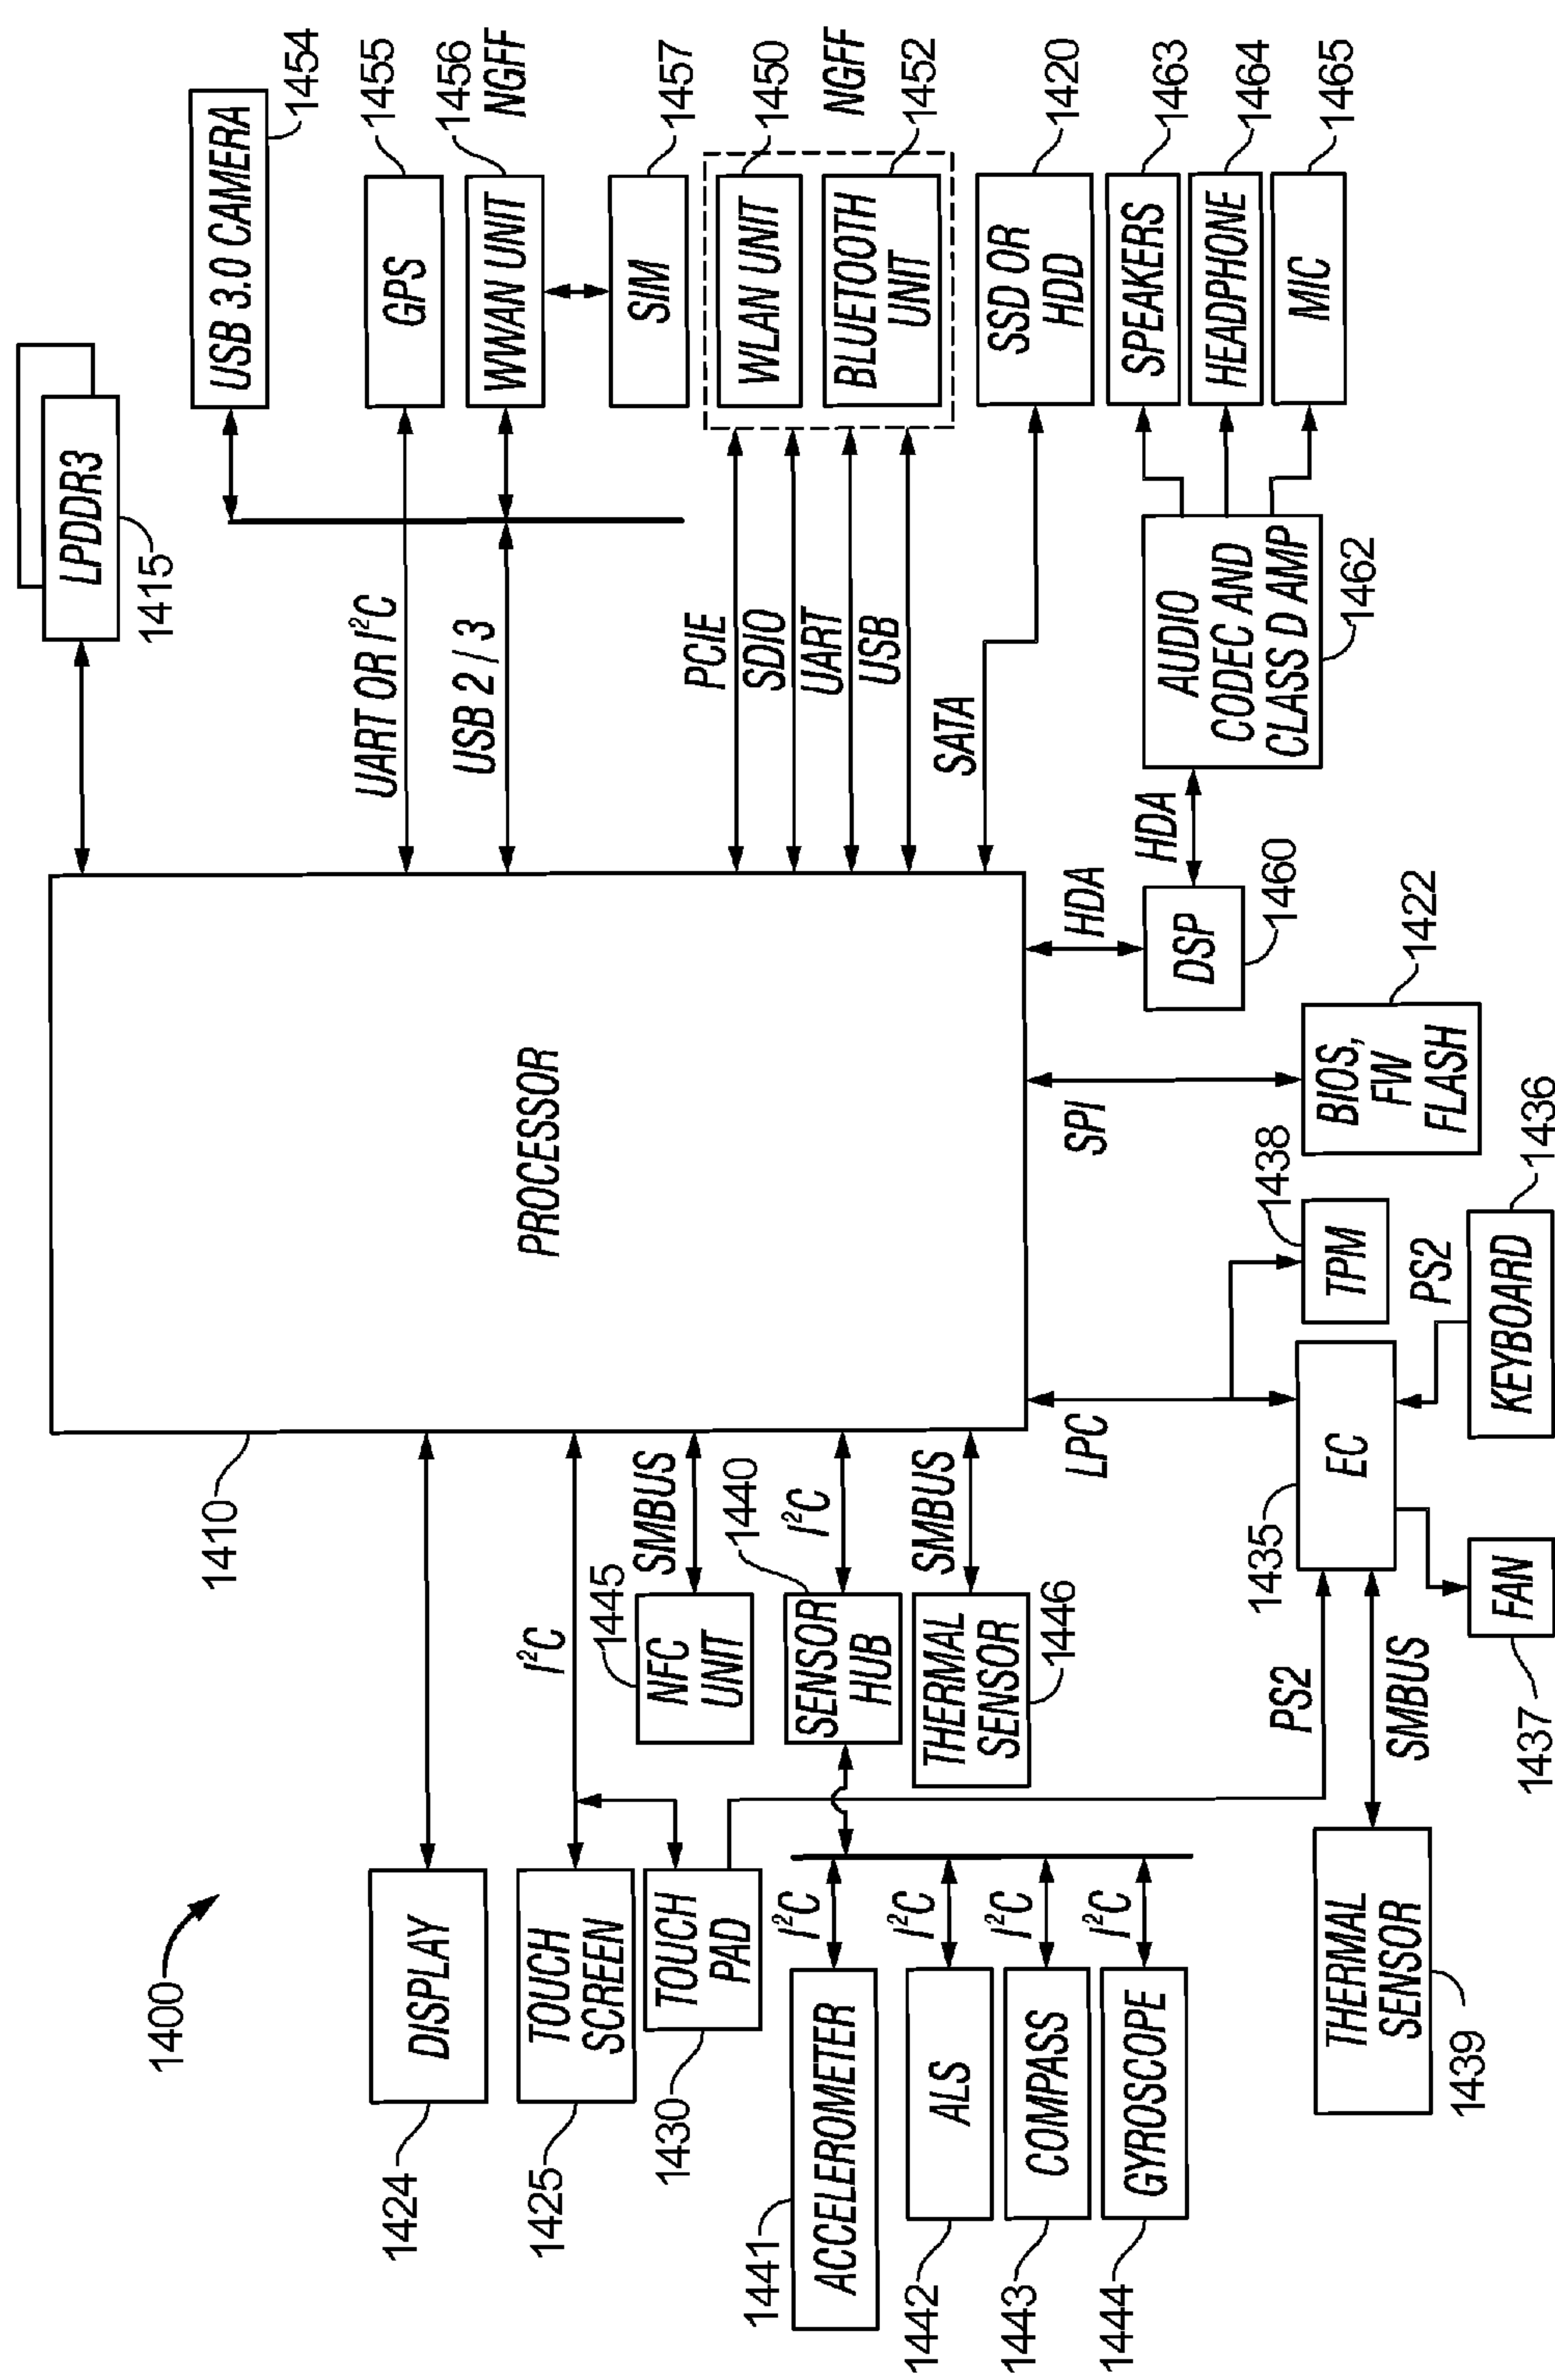 1400
1410
PROCESSOR
LPDDR3
1415
DISPLAY
1424
TOUCH
SCREEN
1425
I²C
TOUCH
PAD
1430
NFC
UNIT
1445
SMBUS
SENSOR
HUB
1440
I²C
THERMAL
SENSOR
1446
SMBUS
ACCELEROMETER
1441
I²C
ALS
1442
I²C
COMPASS
1443
I²C
GYROSCOPE
1444
I²C
THERMAL
SENSOR
1439
SMBUS
PS2
EC
1435
LPC
FAN
1437
KEYBOARD
1436
PS2
TPM
1438
BIOS,
FW
FLASH
1422
SPI
DSP
1460
HDA
HDA
AUDIO
CODEC AND
CLASS D AMP
1462
USB 3.0 CAMERA
1454
GPS
1455
UART OR I²C
WWAN UNIT
1456
NGFF
USB 2 / 3
SIM
1457
WLAN UNIT
1450
BLUETOOTH
UNIT
1452
NGFF
PCIE
SDIO
UART
USB
SSD OR
HDD
1420
SATA
SPEAKERS
1463
HEADPHONE
1464
MIC
1465